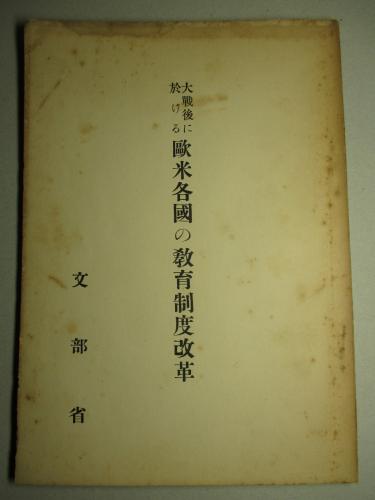 大戰後に
於ける
歐米各國の教育制度改革
文部省